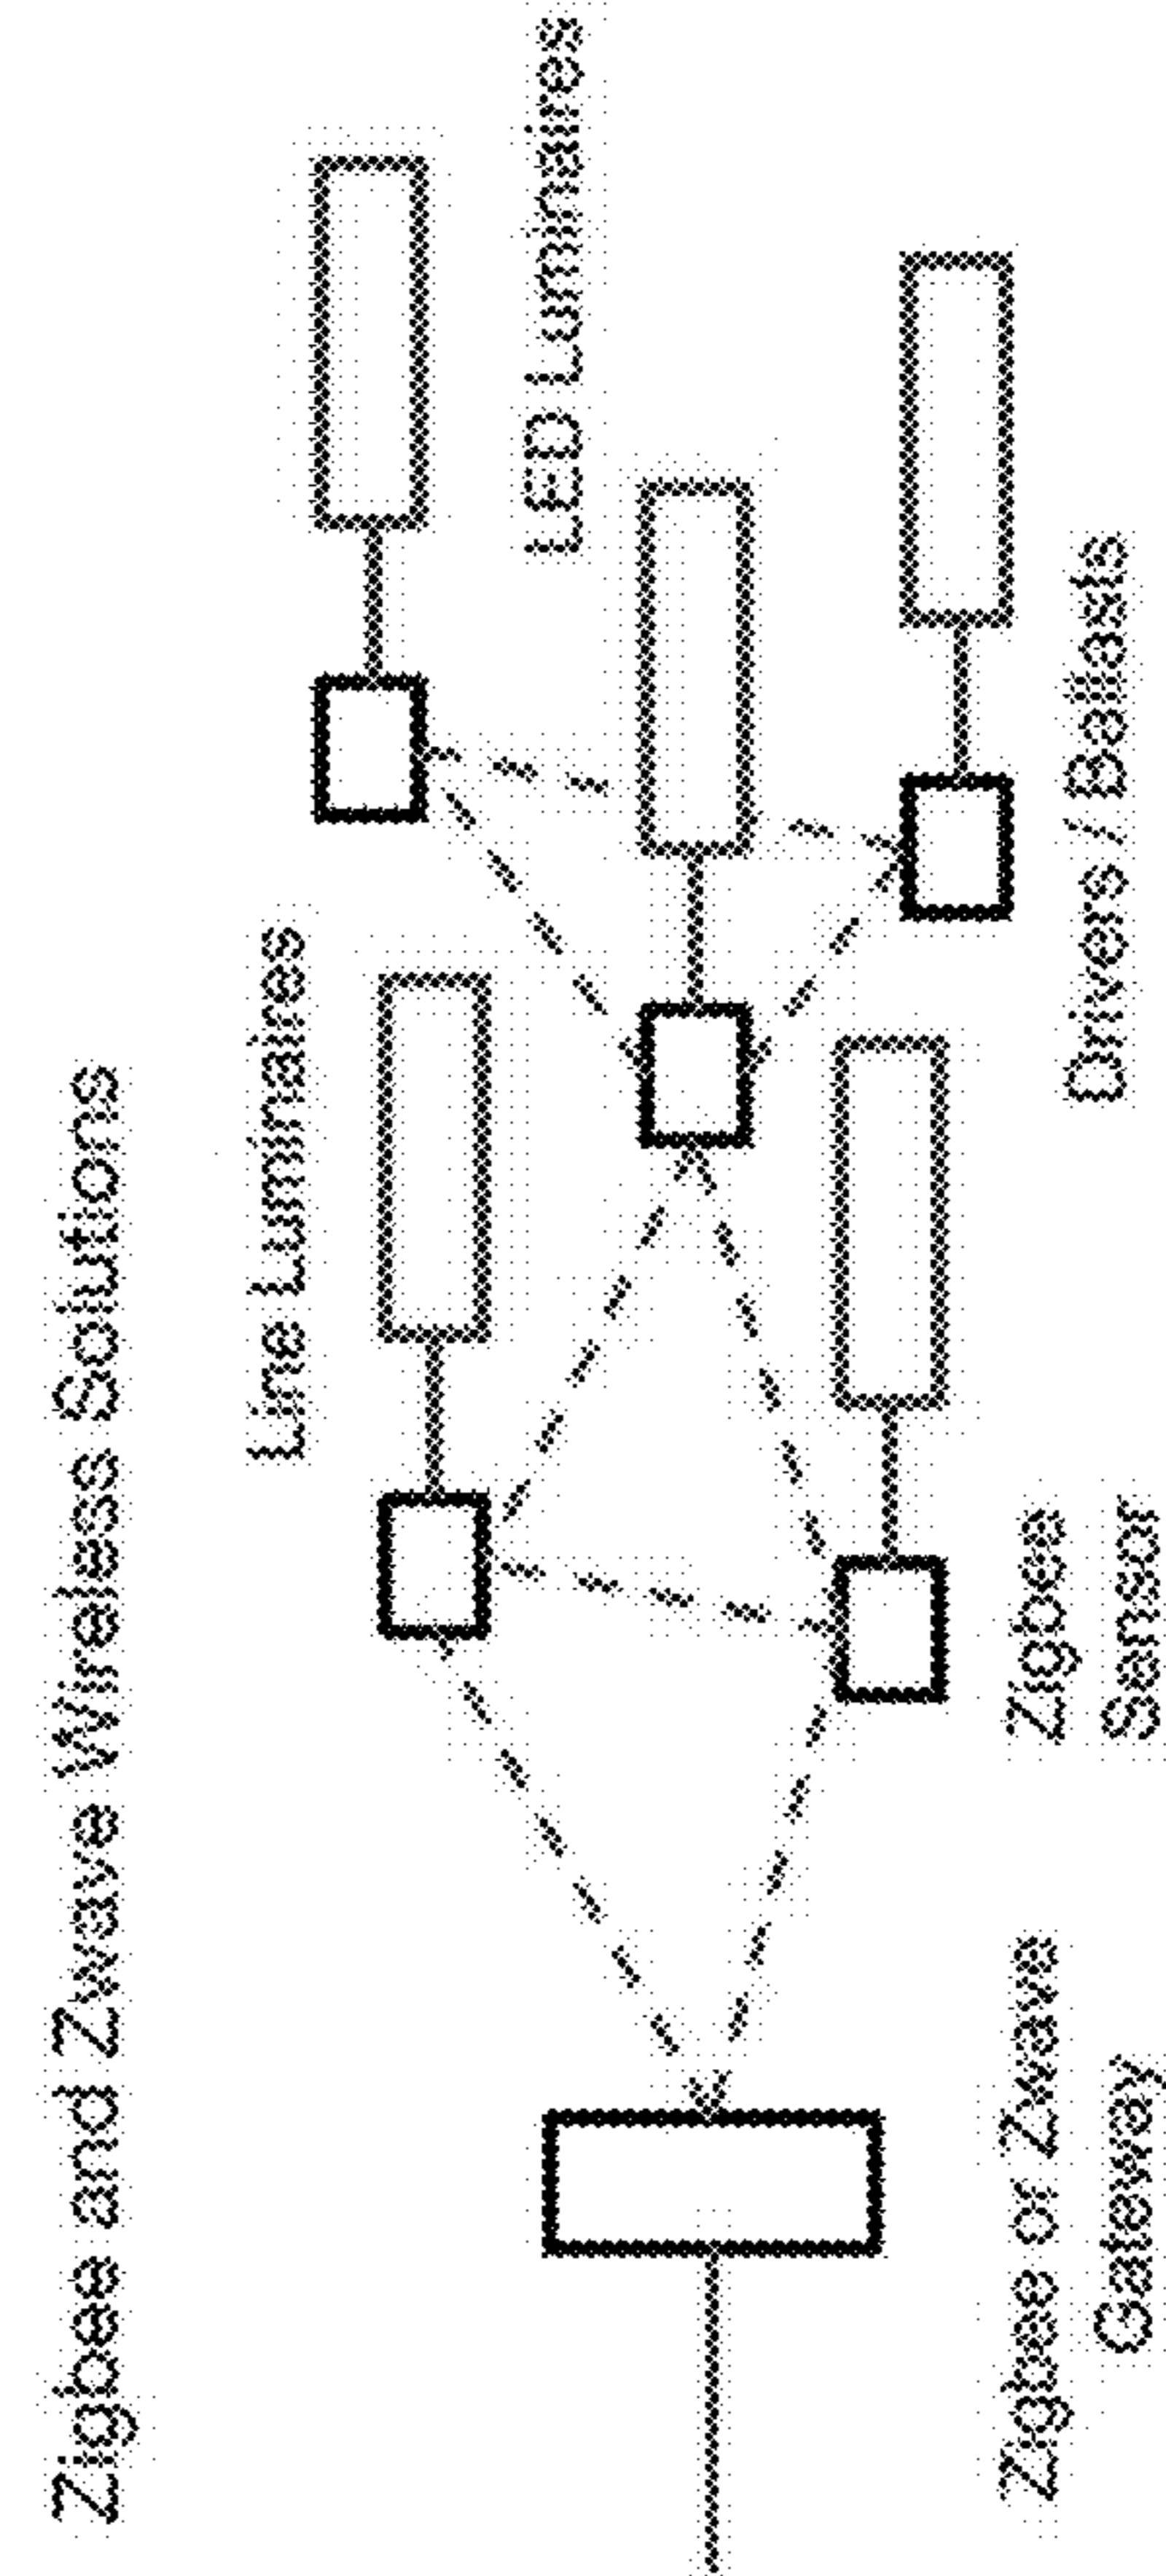 Zigbee and Zwave Wireless Solutions
Line Luminaires
LED Luminaires
Zigbee or Zwave
Gateway
Zigbee
Sensor
Drivers / Ballasts